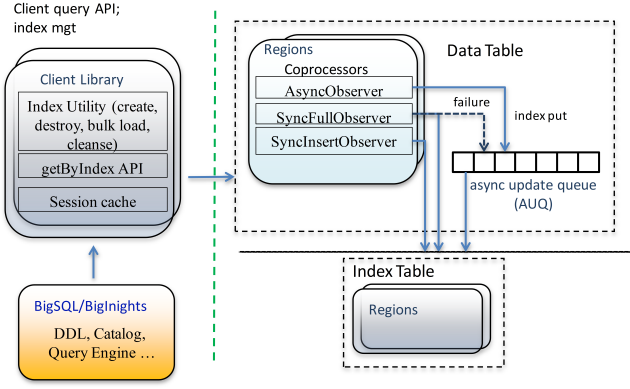 Client query API;
index mgt
Client Library
Index Utility (create,
destroy, bulk load,
cleanse)
getByIndex API
Session cache
BigSQL/BigInights
DDL, Catalog,
Query Engine ...
Regions
Coprocessors
AsyncObserver
SyncFullObserver
SyncInsertObserver
Data Table
failure
index put
async update queue
(AUQ)
Index Table
Regions